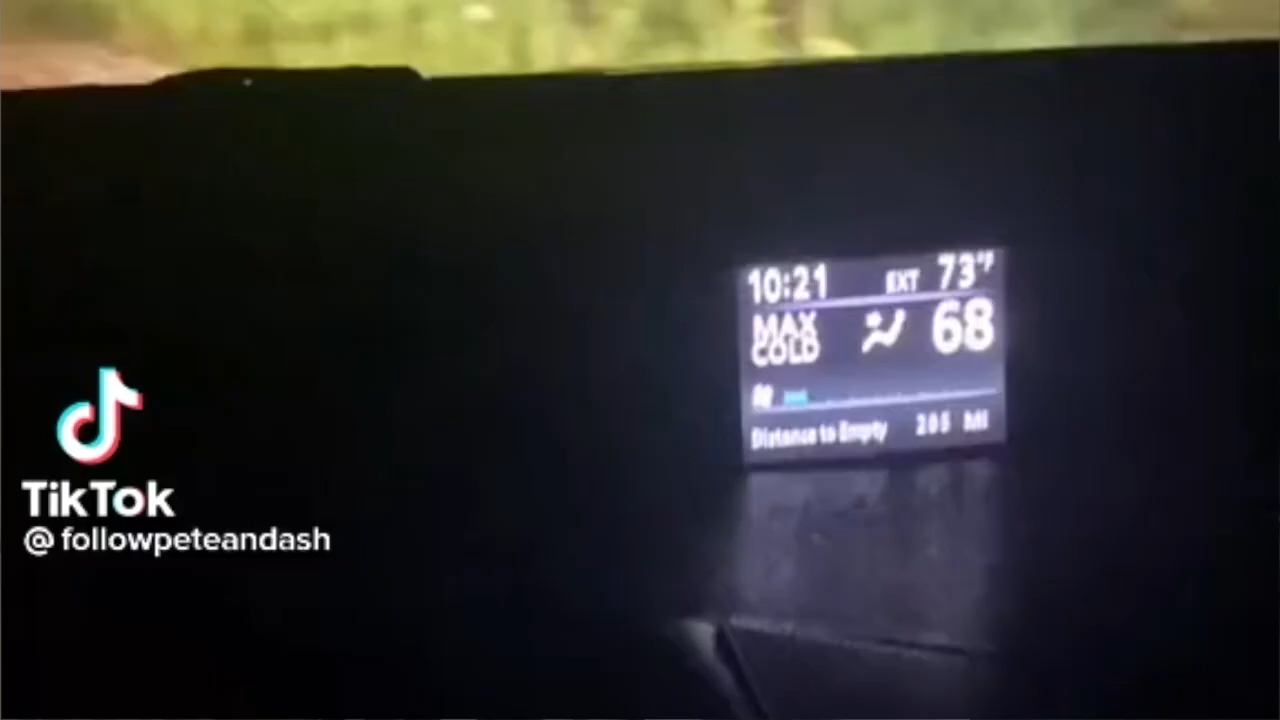 10:21 EXT 73°F
MAX COLD 68
Distance to Empty 205 MI
TikTok
@ followpeteandash